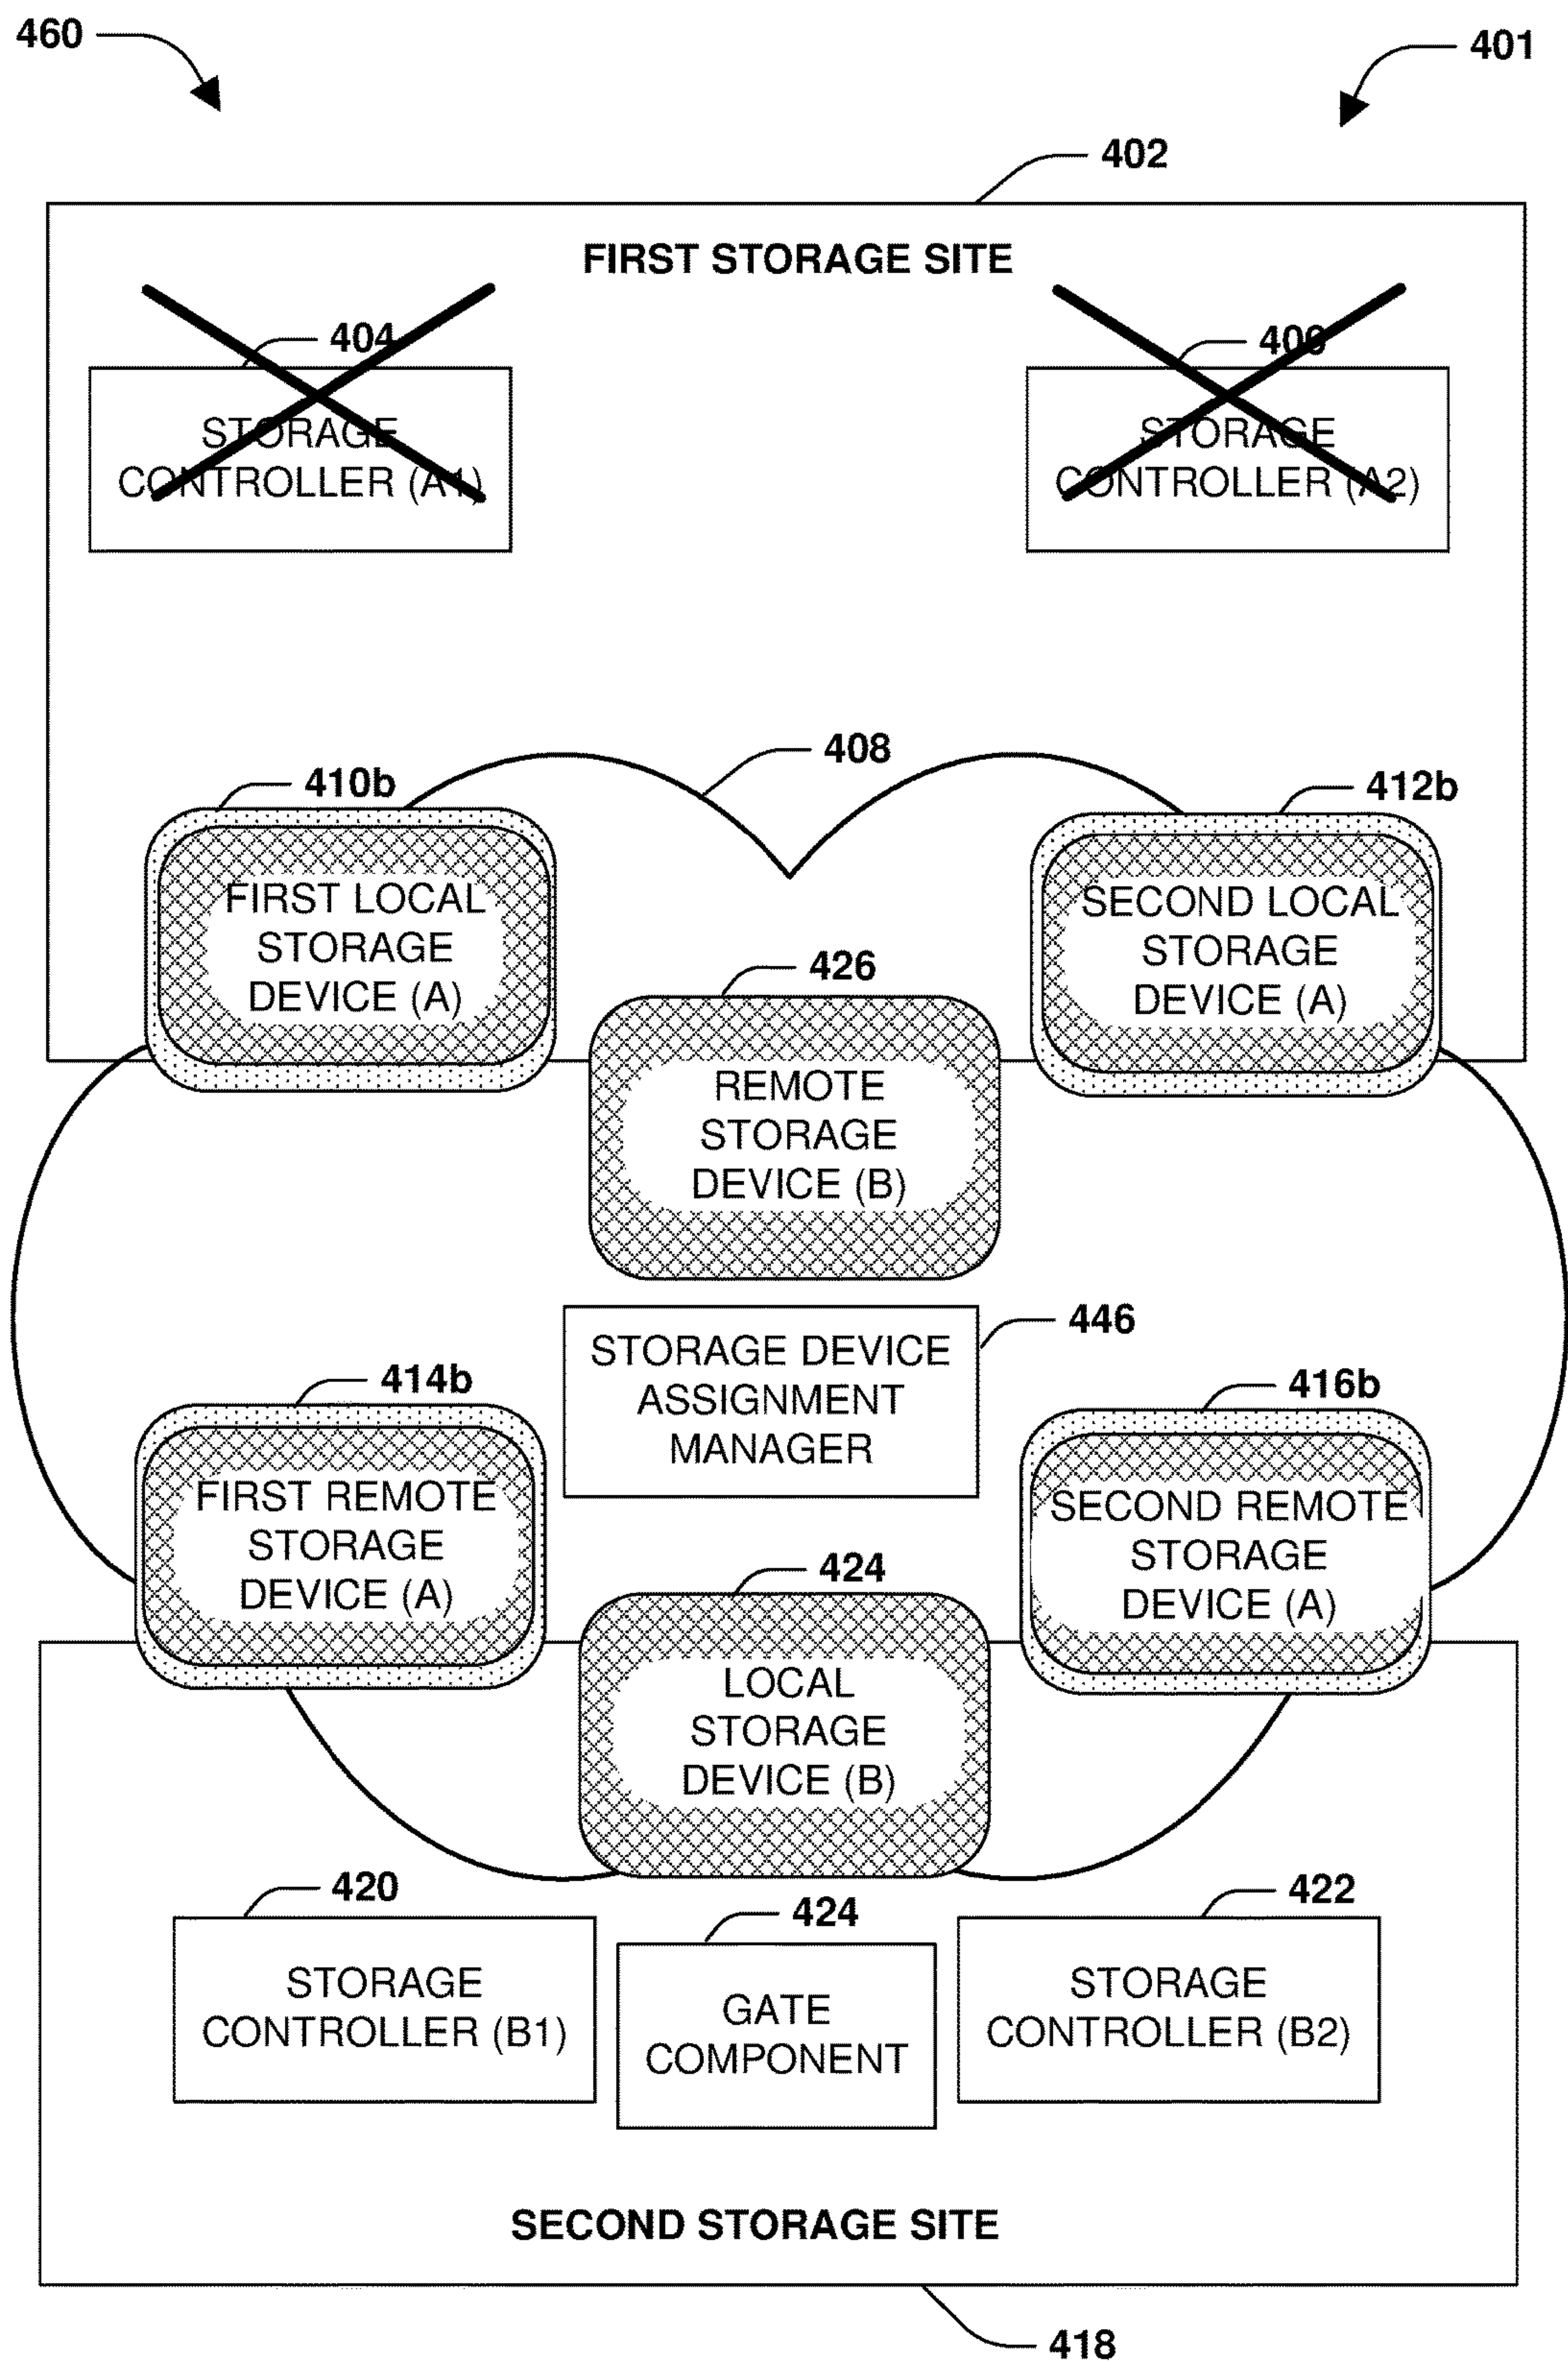 460
401
402
FIRST STORAGE SITE
404
406
STORAGE
CONTROLLER (A1)
STORAGE
CONTROLLER (A2)
408
410b
412b
FIRST LOCAL
STORAGE
DEVICE (A)
SECOND LOCAL
STORAGE
DEVICE (A)
426
REMOTE
STORAGE
DEVICE (B)
446
STORAGE DEVICE
ASSIGNMENT
MANAGER
414b
416b
FIRST REMOTE
STORAGE
DEVICE (A)
SECOND REMOTE
STORAGE
DEVICE (A)
424
LOCAL
STORAGE
DEVICE (B)
420
424
422
STORAGE
CONTROLLER (B1)
GATE
COMPONENT
STORAGE
CONTROLLER (B2)
SECOND STORAGE SITE
418